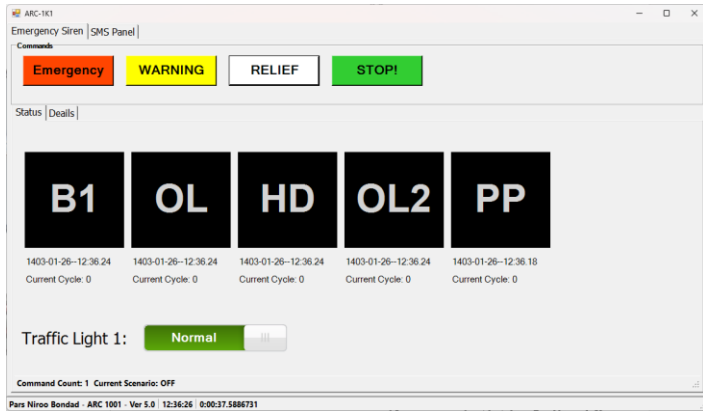 ARC-1K1
Emergency Siren SMS Panel
Commands
Emergency WARNING RELIEF STOP!
Status Deails
B1 OL HD OL2 PP
1403-01-26--12:36.24 1403-01-26--12:36.24 1403-01-26--12:36.24 1403-01-26--12:36.24 1403-01-26--12:36.18
Current Cycle: 0 Current Cycle: 0 Current Cycle: 0 Current Cycle: 0 Current Cycle: 0
Traffic Light 1: Normal
Command Count: 1 Current Scenario: OFF
Pars Niroo Bondad - ARC 1001 - Ver 5.0 12:36:26 0:00:37.5886731